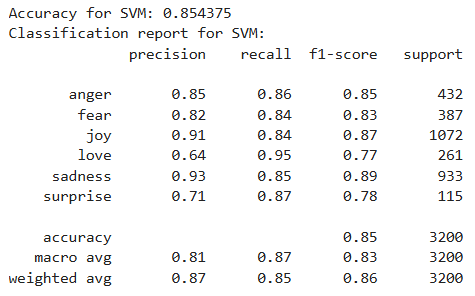 Accuracy for SVM: 0.854375
Classification report for SVM:
precision recall f1-score support
anger 0.85 0.86 0.85 432
fear 0.82 0.84 0.83 387
joy 0.91 0.84 0.87 1072
love 0.64 0.95 0.77 261
sadness 0.93 0.85 0.89 933
surprise 0.71 0.87 0.78 115
accuracy 0.85 3200
macro avg 0.81 0.87 0.83 3200
weighted avg 0.87 0.85 0.86 3200